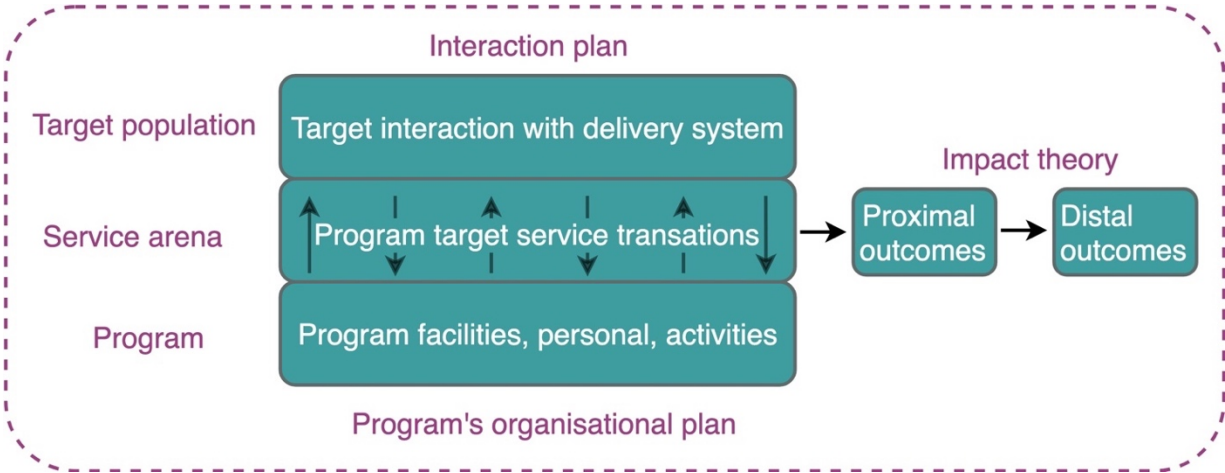 Interaction plan
Target population
Target interaction with delivery system
Impact theory
Service arena
Program target service transations
Proximal
outcomes
Distal
outcomes
Program
Program facilities, personal, activities
Program's organisational plan